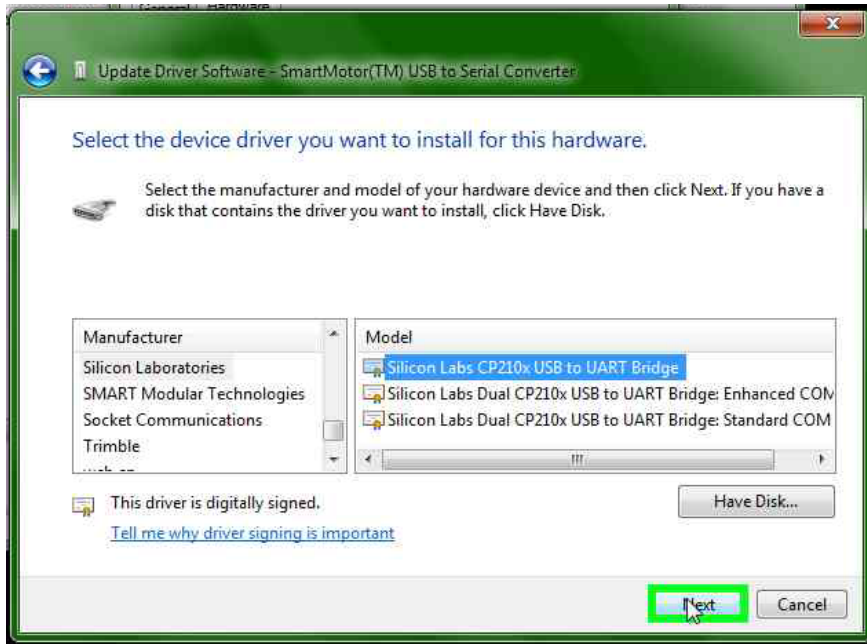 General Hardware
Update Driver Software - SmartMotor(TM) USB to Serial Converter
Select the device driver you want to install for this hardware.
Select the manufacturer and model of your hardware device and then click Next. If you have a
disk that contains the driver you want to install, click Have Disk.
Manufacturer
Silicon Laboratories
SMART Modular Technologies
Socket Communications
Trimble
Model
Silicon Labs CP210x USB to UART Bridge
Silicon Labs Dual CP210x USB to UART Bridge: Enhanced COM
Silicon Labs Dual CP210x USB to UART Bridge: Standard COM
This driver is digitally signed.
Have Disk...
Tell me why driver signing is important
Next
Cancel